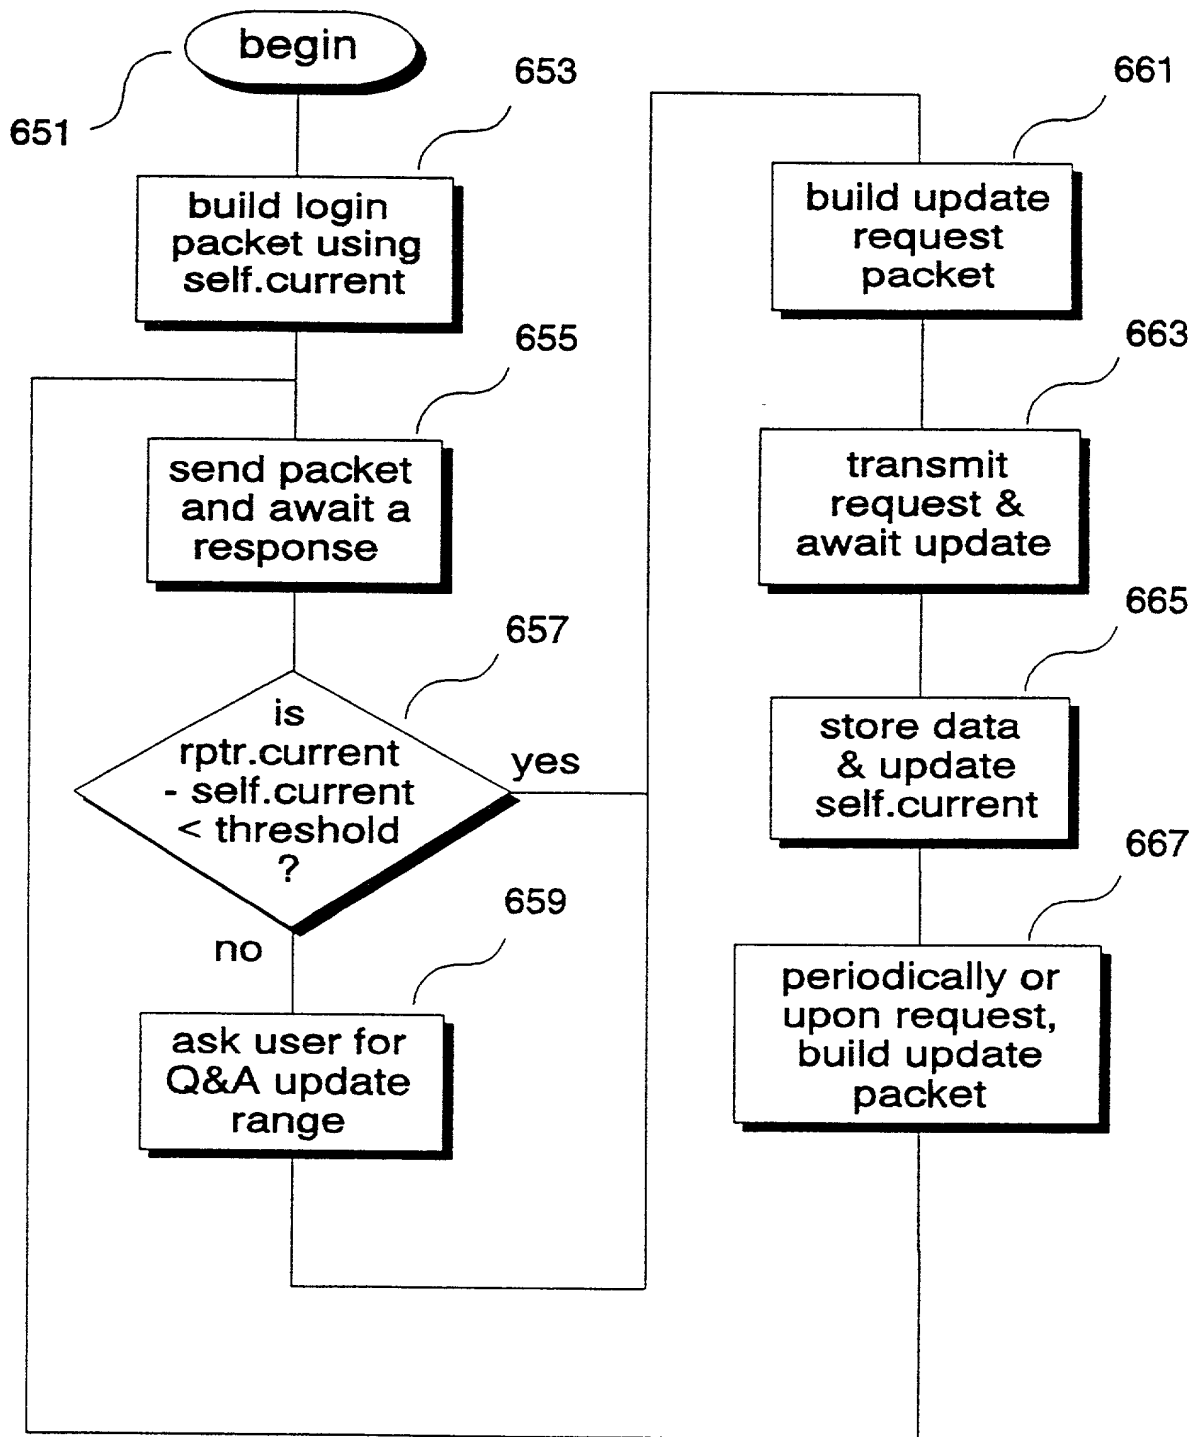 begin
651
653
build login
packet using
self.current
655
send packet
and await a
response
657
is
rptr.current
- self.current
< threshold
?
yes
no
659
ask user for
Q&A update
range
661
build update
request
packet
663
transmit
request &
await update
665
store data
& update
self.current
667
periodically or
upon request,
build update
packet